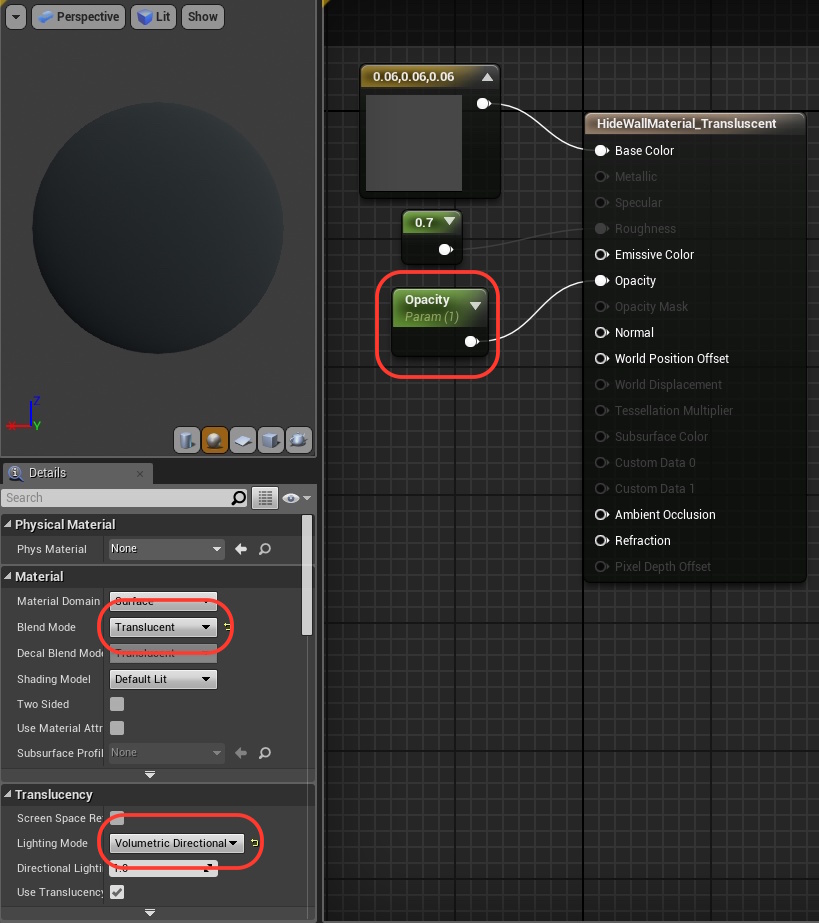 Perspective
Lit
Show
Z
X
Y
Details
Search
Physical Material
Phys Material
None
Material
Material Domain
Surface
Blend Mode
Translucent
Decal Blend Mod
Translucent
Shading Model
Default Lit
Two Sided
Use Material Attr
Subsurface Profil
None
Translucency
Screen Space Re
Lighting Mode
Volumetric Directional
Directional Lighti
1.0
Use Translucency
0.06,0.06,0.06
0.7
Opacity
Param (1)
HideWallMaterial_Transluscent
Base Color
Metallic
Specular
Roughness
Emissive Color
Opacity
Opacity Mask
Normal
World Position Offset
World Displacement
Tessellation Multiplier
Subsurface Color
Custom Data 0
Custom Data 1
Ambient Occlusion
Refraction
Pixel Depth Offset